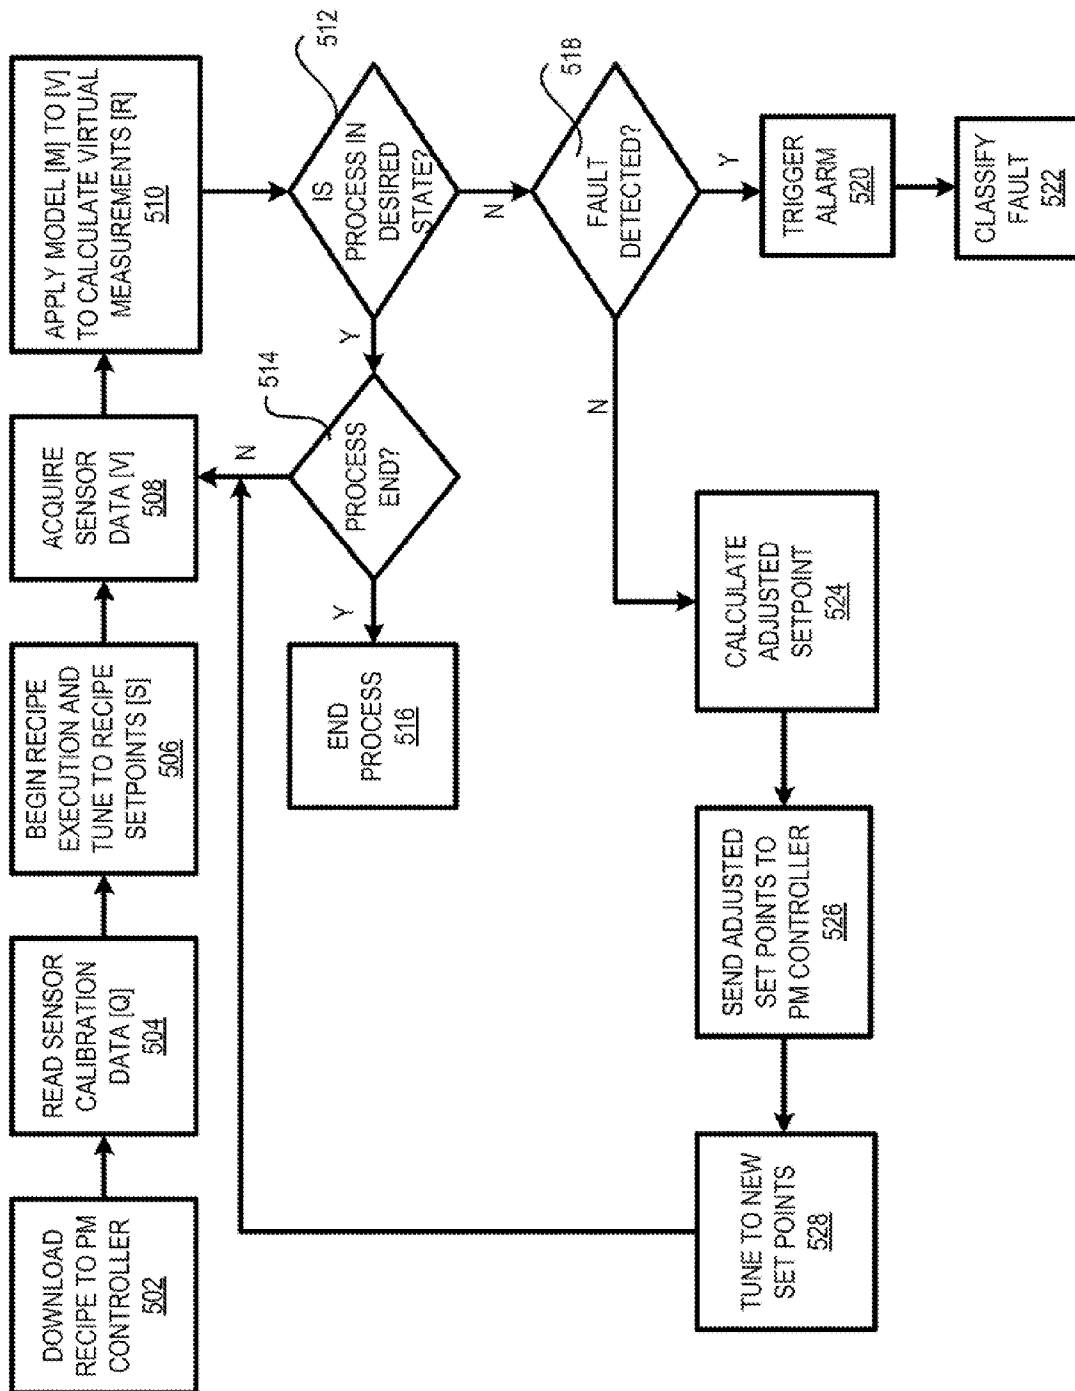 DOWNLOAD
RECIPE TO PM
CONTROLLER
502
READ SENSOR
CALIBRATION
DATA [Q]
504
BEGIN RECIPE
EXECUTION AND
TUNE TO RECIPE
SETPOINTS [S]
506
ACQUIRE
SENSOR
DATA [V]
508
APPLY MODEL [M] TO [V]
TO CALCULATE VIRTUAL
MEASUREMENTS [R]
510
512
IS
PROCESS IN
DESIRED
STATE?
Y
N
514
PROCESS
END?
N
Y
END
PROCESS
516
518
FAULT
DETECTED?
N
Y
TRIGGER
ALARM
520
CLASSIFY
FAULT
522
CALCULATE
ADJUSTED
SETPOINT
524
SEND ADJUSTED
SET POINTS TO
PM CONTROLLER
526
TUNE TO NEW
SET POINTS
528